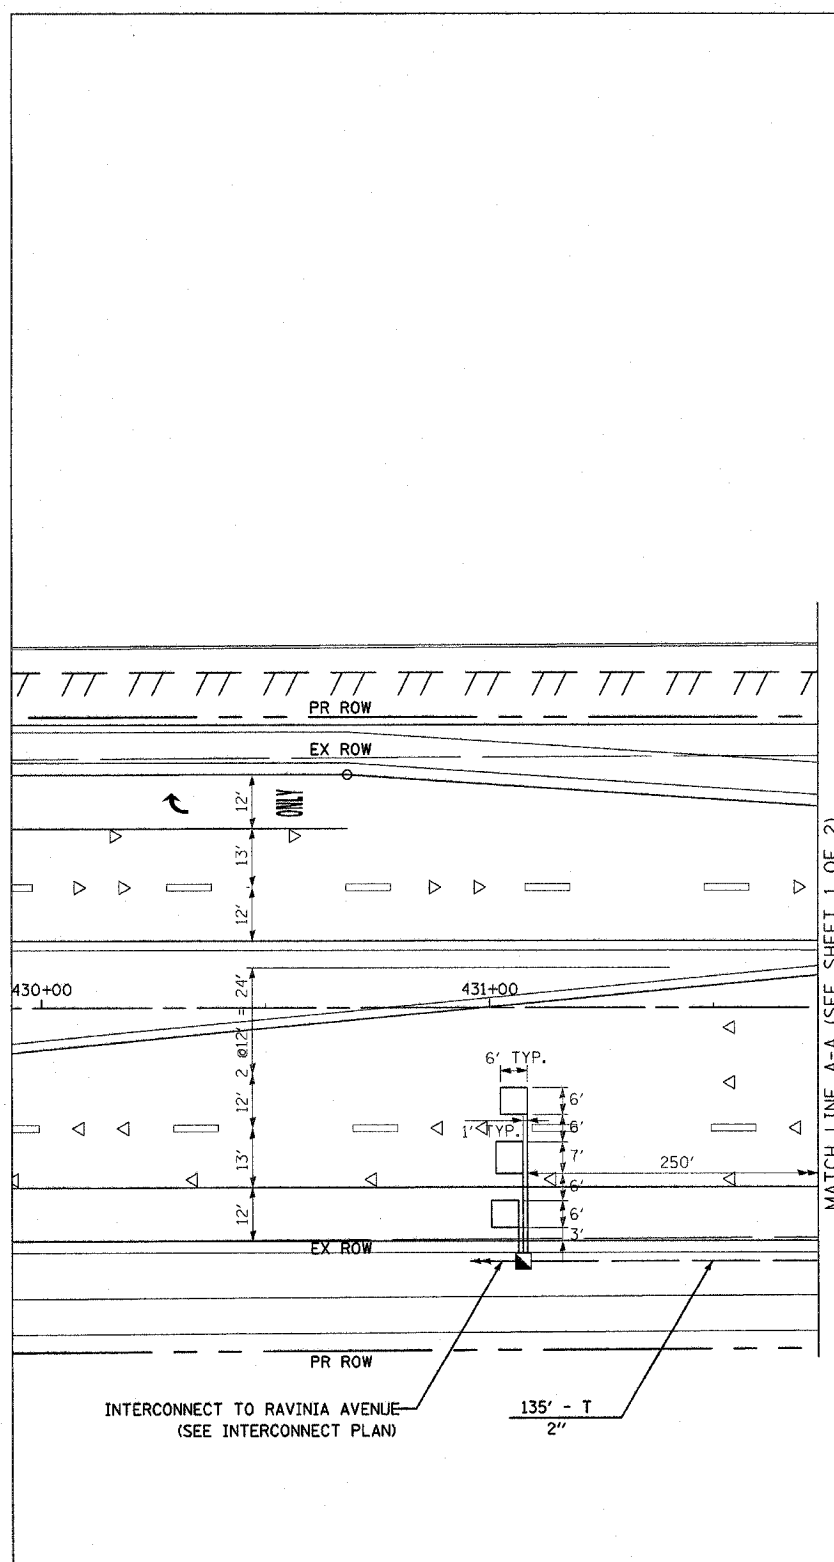 PR ROW
EX ROW
12'
ONLY
13'
12'
MATCH LINE A-A (SEE SHEET 1 OF 2)
430+00
431+00
2 @12' = 24'
6' TYP.
12'
6'
6'
1' TYP.
7'
13'
250'
6'
12'
6'
3'
EX ROW
PR ROW
INTERCONNECT TO RAVINIA AVENUE
(SEE INTERCONNECT PLAN)
135' - T
2"